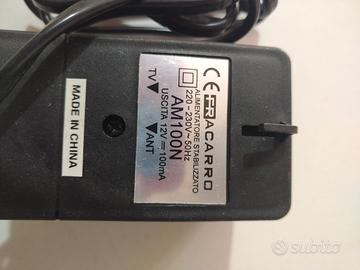 CE FRACARRO
ALIMENTATORE STABILIZZATO
220-230V~50Hz
AM100N
USCITA 12V 100mA
TV
ANT
MADE IN CHINA
subito